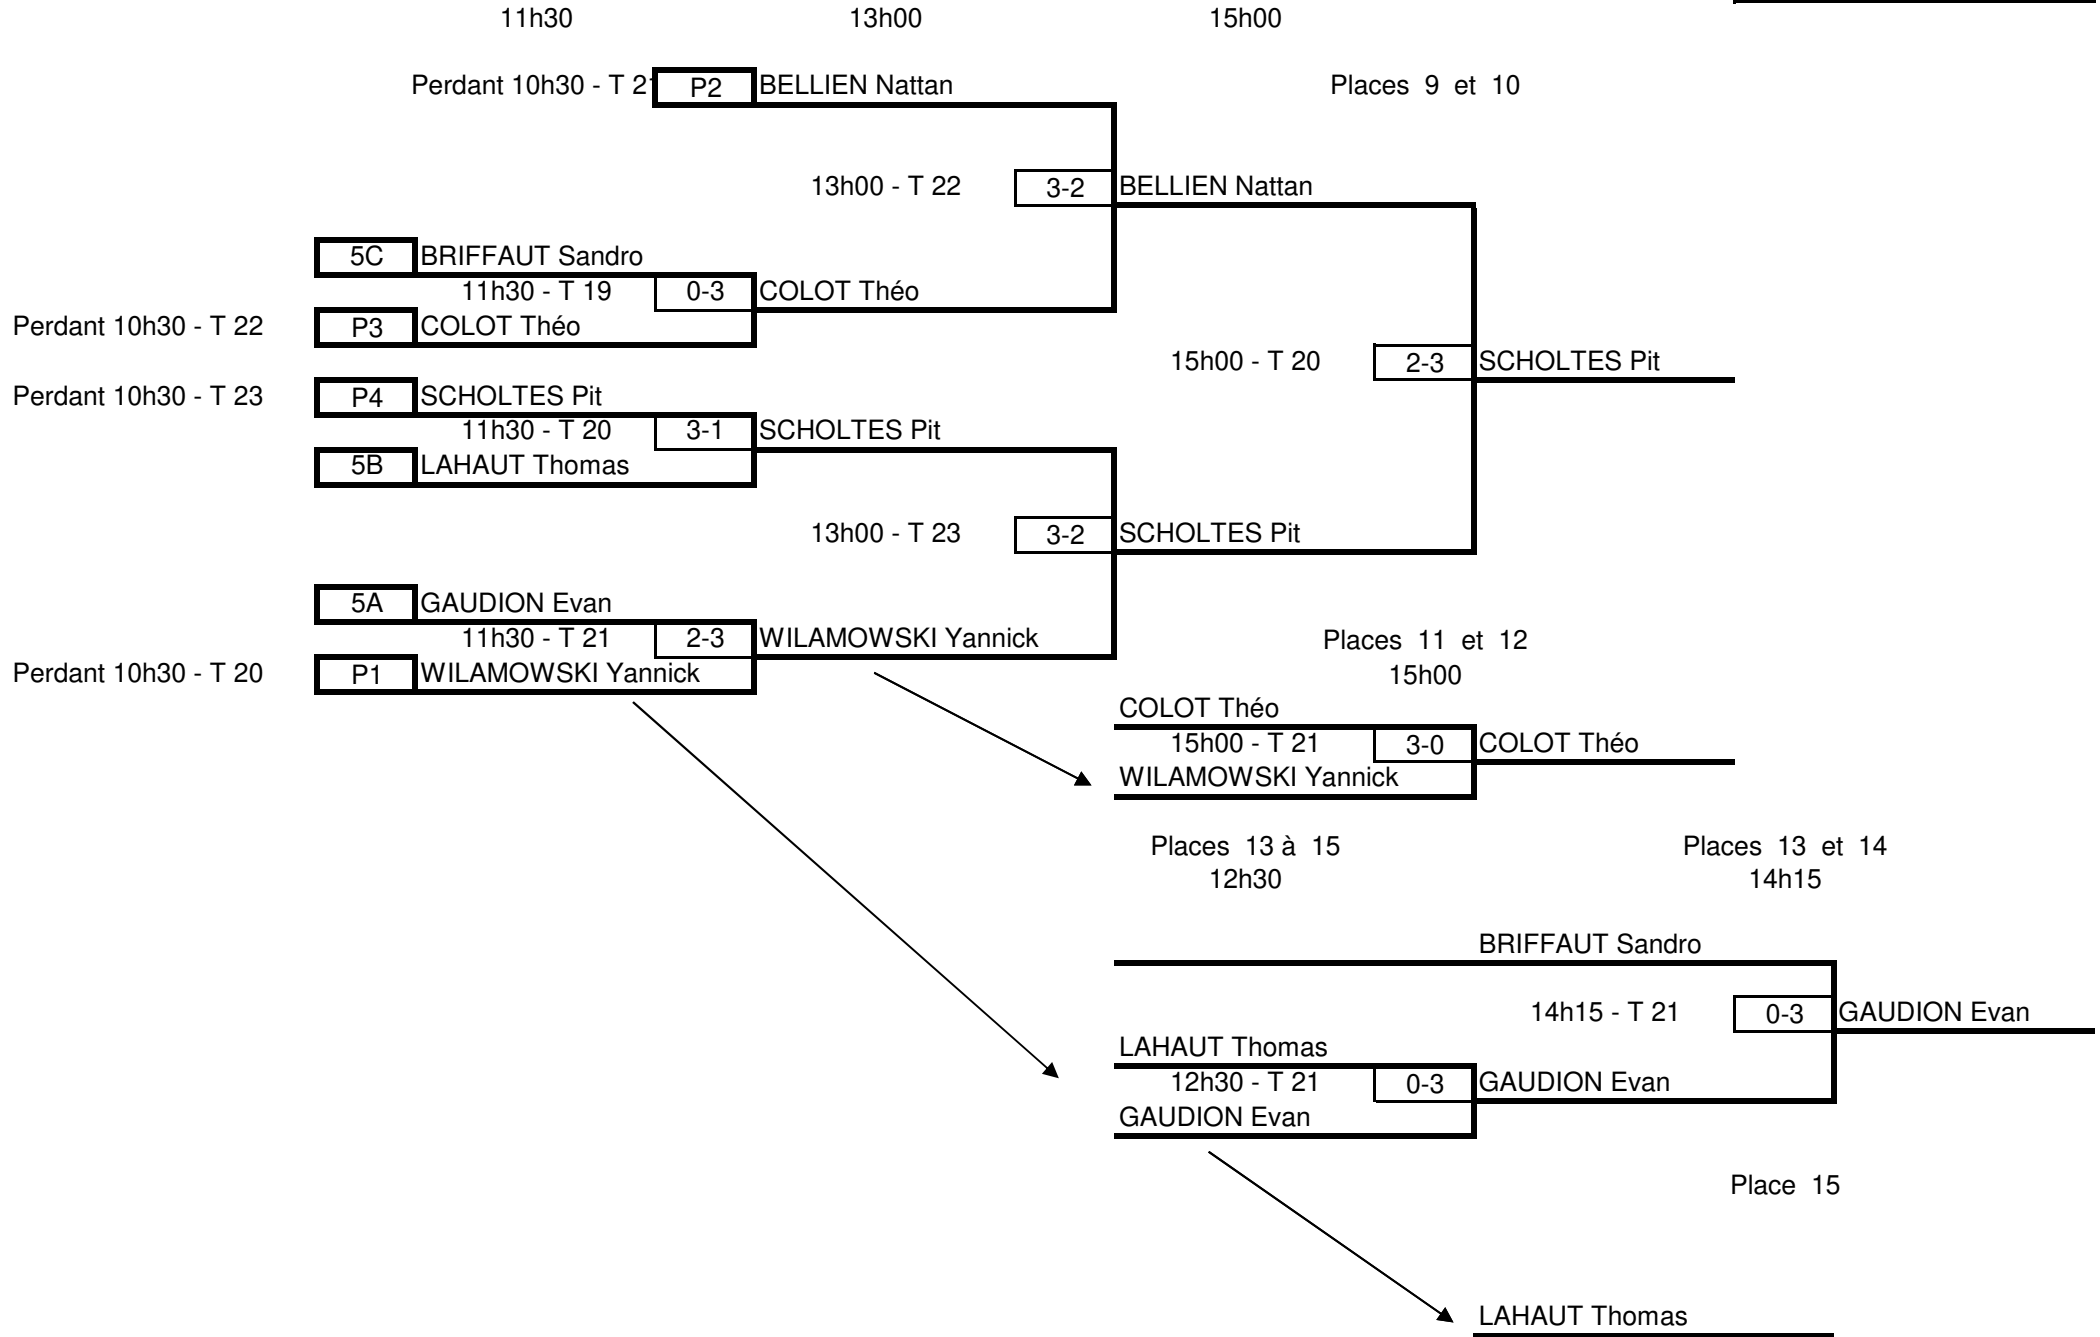 11h30 13h00 15h00
Perdant 10h30 - T 21 P2 BELLIEN Nattan Places 9 et 10
13h00 - T 22 3-2 BELLIEN Nattan
5C BRIFFAUT Sandro
11h30 - T 19 0-3 COLOT Théo
Perdant 10h30 - T 22 P3 COLOT Théo
15h00 - T 20 2-3 SCHOLTES Pit
Perdant 10h30 - T 23 P4 SCHOLTES Pit
11h30 - T 20 3-1 SCHOLTES Pit
5B LAHAUT Thomas
13h00 - T 23 3-2 SCHOLTES Pit
5A GAUDION Evan
11h30 - T 21 2-3 WILAMOWSKI Yannick Places 11 et 12
Perdant 10h30 - T 20 P1 WILAMOWSKI Yannick 15h00
COLOT Théo
15h00 - T 21 3-0 COLOT Théo
WILAMOWSKI Yannick
Places 13 à 15 Places 13 et 14
12h30 14h15
BRIFFAUT Sandro
14h15 - T 21 0-3 GAUDION Evan
LAHAUT Thomas
12h30 - T 21 0-3 GAUDION Evan
GAUDION Evan
Place 15
LAHAUT Thomas